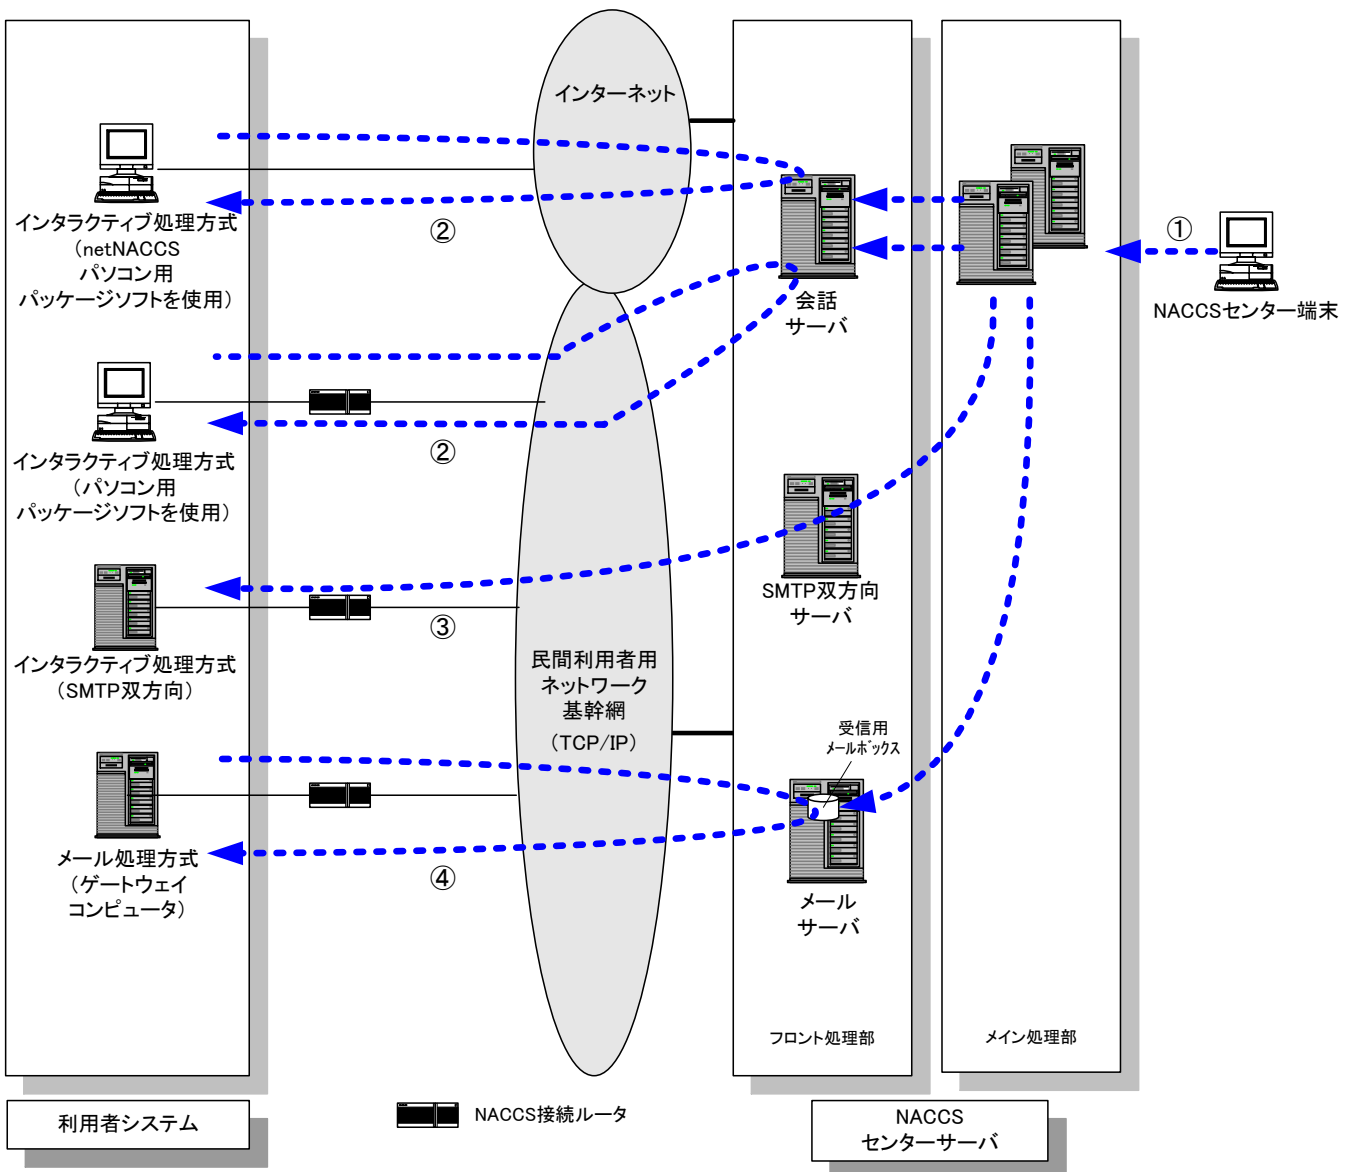 インターネット
インタラクティブ処理方式
（netNACCS
パソコン用
パッケージソフトを使用）
②
会話
サーバ
①
NACCSセンター端末
インタラクティブ処理方式
（パソコン用
パッケージソフトを使用）
②
SMTP双方向
サーバ
インタラクティブ処理方式
（SMTP双方向）
③
民間利用者用
ネットワーク
基幹網
（TCP/IP）
受信用
ﾒｰﾙﾎﾞｯｸｽ
メール処理方式
（ゲートウェイ
コンピュータ）
④
メール
サーバ
フロント処理部
メイン処理部
利用者システム
NACCS接続ルータ
NACCS
センターサーバ